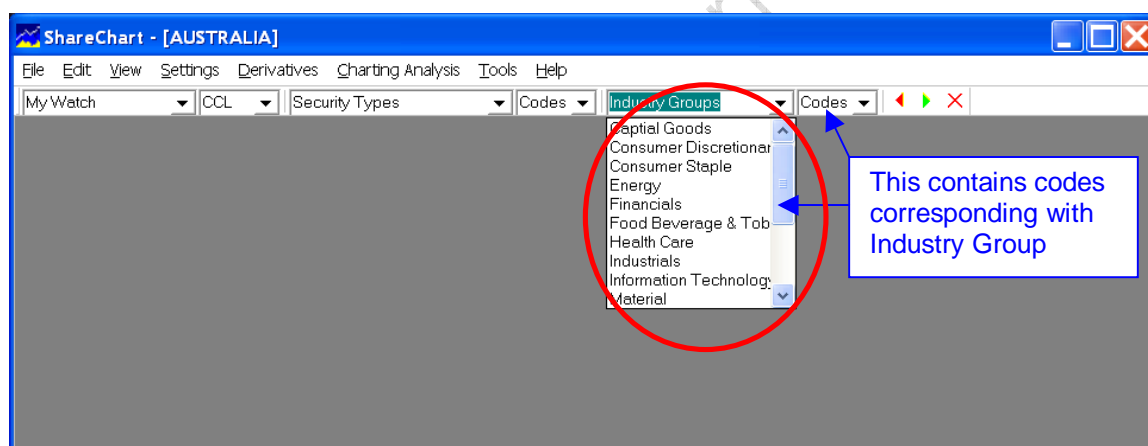 ShareChart - [AUSTRALIA]
File Edit View Settings Derivatives Charting Analysis Tools Help
My Watch CCL Security Types Codes Industry Groups Codes
Captial Goods
Consumer Discretionar
Consumer Staple
Energy
Financials
Food Beverage & Tob
Health Care
Industrials
Information Technology
Material
This contains codes
corresponding with
Industry Group